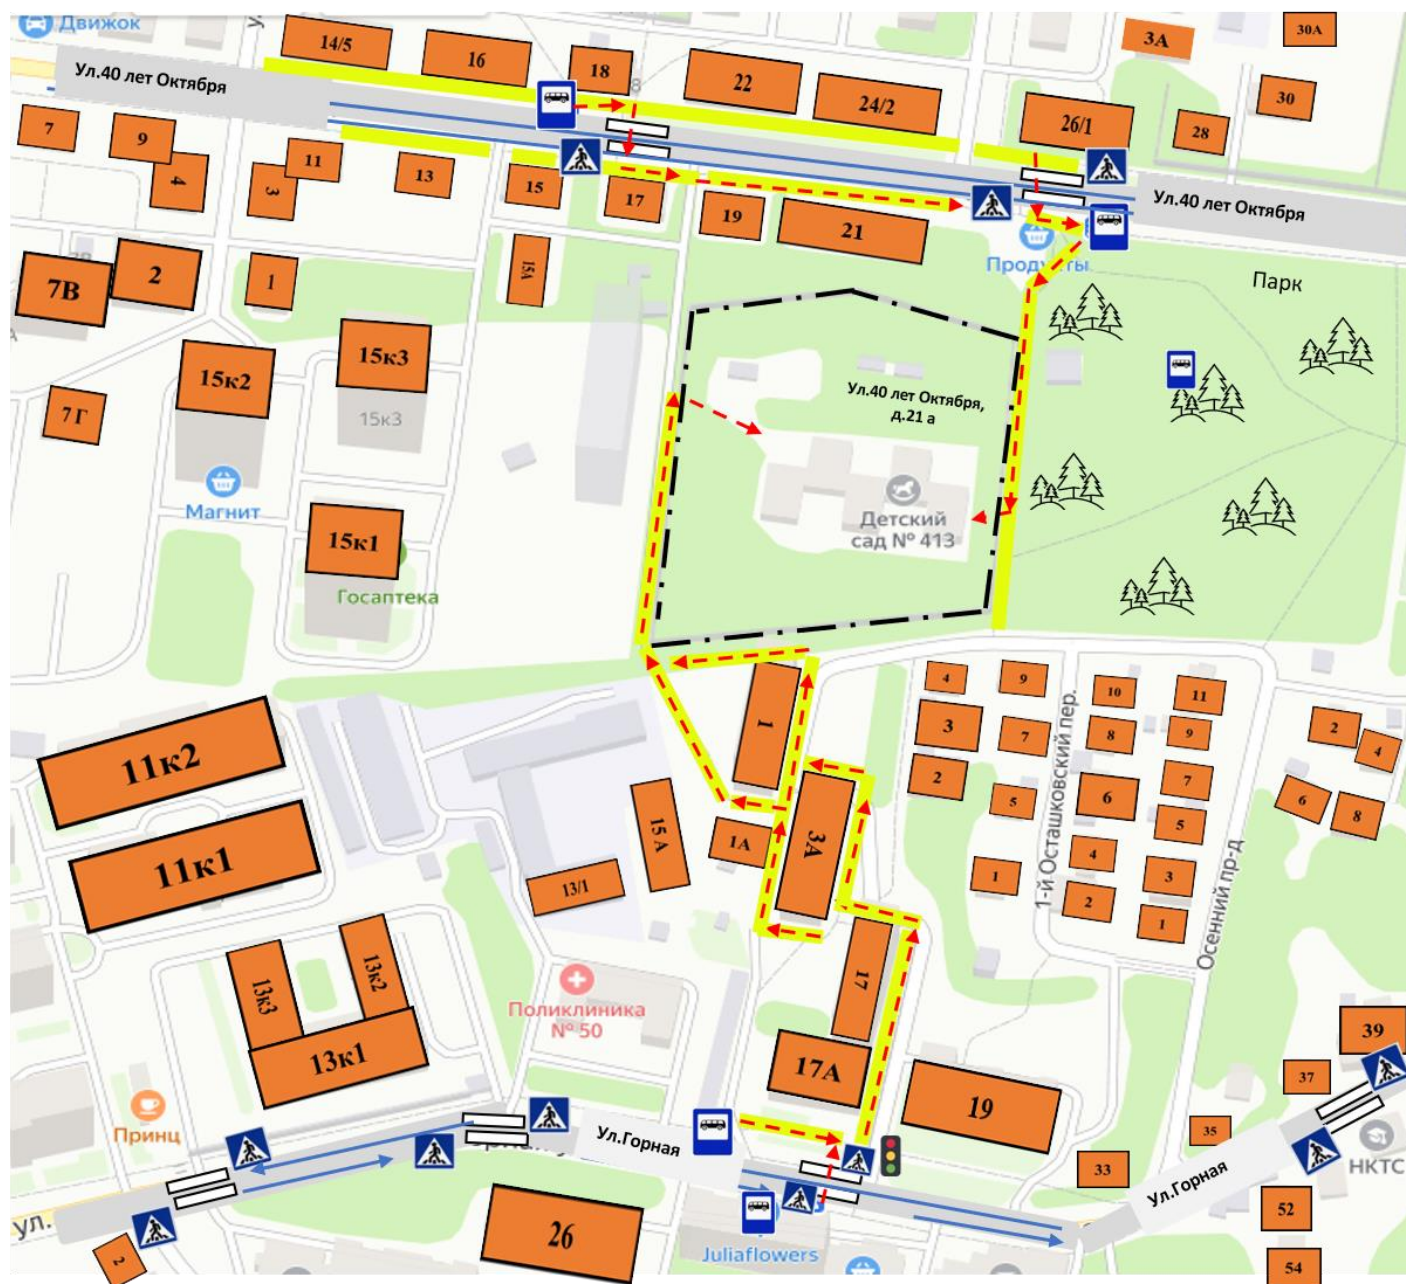 Движок
14/5
16
18
22
24/2
26/1
3А
30А
30
28
Ул.40 лет Октября
Ул.40 лет Октября
7
9
4
3
11
13
15
17
19
21
15А
Продукты
Парк
7В
2
1
15к2
15к3
15к3
7 Г
Магнит
15к1
Госаптека
Ул.40 лет Октября,
д.21 а
Детский
сад № 413
11к2
11к1
1
1А
3А
15 А
13/1
17
17А
19
4
9
3
7
2
5
1
1-й Осташковский пер.
10
11
8
9
6
7
4
5
2
3
1
Осенний пр-д
2
4
6
8
13к3
13к2
13к1
Поликлиника
№ 50
Принц
Ул.Горная
39
37
35
33
НКТС
Ул.Горная
52
54
ул.
2
26
Juliaflowers